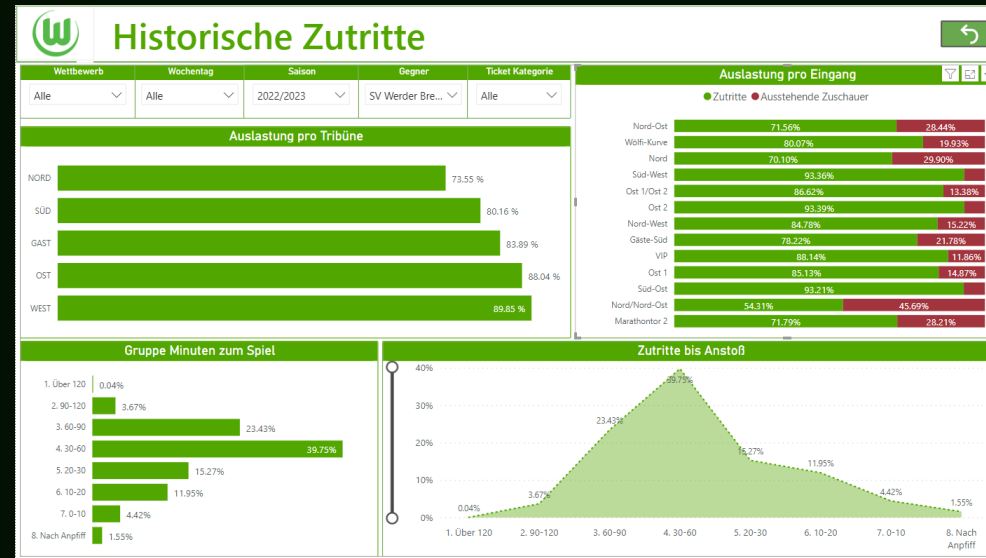 Historische Zutritte
Wettbewerb
Alle
Wochentag
Alle
Saison
2022/2023
Gegner
SV Werder Bre...
Ticket Kategorie
Alle
Auslastung pro Tribüne
NORD 73.55 %
SÜD 80.16 %
GAST 83.89 %
OST 88.04 %
WEST 89.85 %
Auslastung pro Eingang
Zutritte Ausstehende Zuschauer
Nord-Ost 71.56% 28.44%
Wölfi-Kurve 80.07% 19.93%
Nord 70.10% 29.90%
Süd-West 93.36%
Ost 1/Ost 2 86.62% 13.38%
Ost 2 93.39%
Nord-West 84.78% 15.22%
Gäste-Süd 78.22% 21.78%
VIP 88.14% 11.86%
Ost 1 85.13% 14.87%
Süd-Ost 93.21%
Nord/Nord-Ost 54.31% 45.69%
Marathontor 2 71.79% 28.21%
Gruppe Minuten zum Spiel
1. Über 120 0.04%
2. 90-120 3.67%
3. 60-90 23.43%
4. 30-60 39.75%
5. 20-30 15.27%
6. 10-20 11.95%
7. 0-10 4.42%
8. Nach Anpfiff 1.55%
Zutritte bis Anstoß
40%
30%
20%
10%
0%
0.04%
3.67%
23.43%
39.75%
15.27%
11.95%
4.42%
1.55%
1. Über 120
2. 90-120
3. 60-90
4. 30-60
5. 20-30
6. 10-20
7. 0-10
8. Nach
Anpfiff